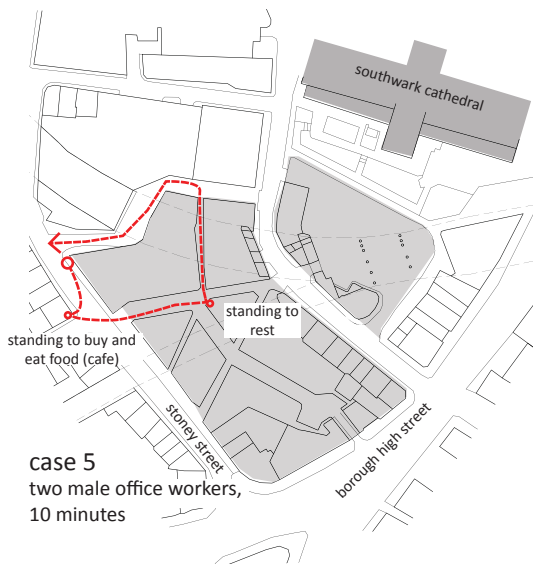 southwark cathedral
standing to
rest
standing to buy and
eat food (cafe)
stoney street
borough high street
case 5
two male office workers,
10 minutes